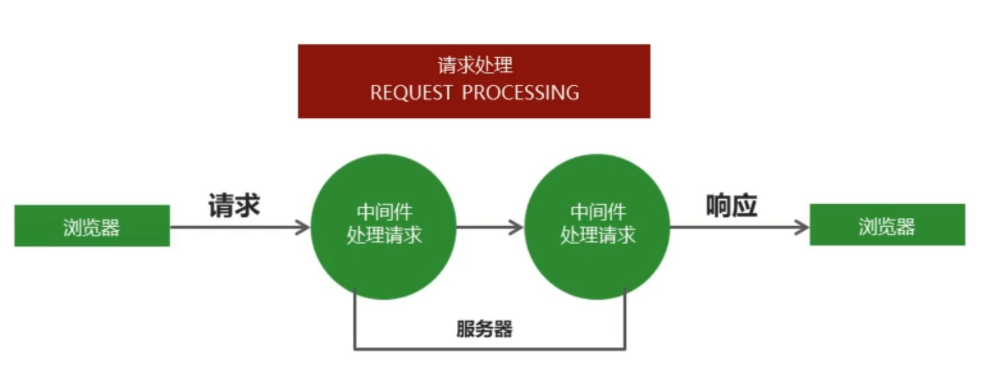 请求处理
REQUEST PROCESSING
浏览器
请求
中间件
处理请求
中间件
处理请求
响应
浏览器
服务器